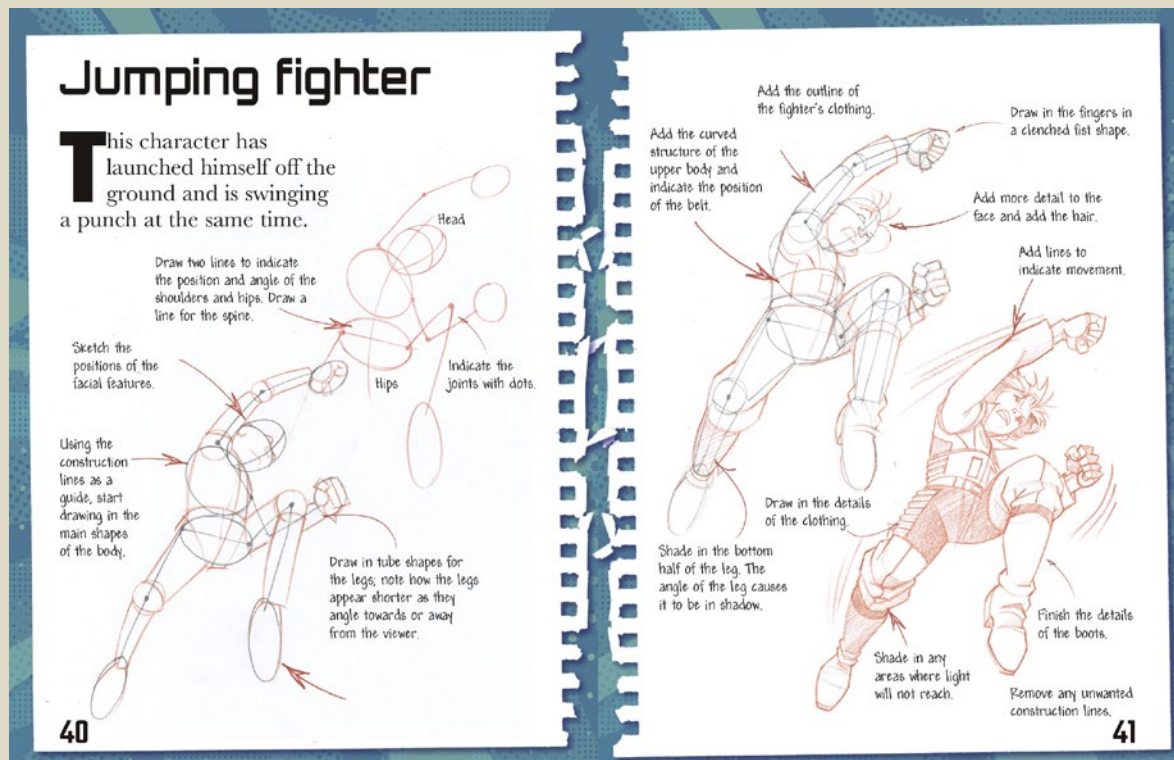 Jumping fighter
This character has
launched himself off the
ground and is swinging
a punch at the same time.
Head
Draw two lines to indicate
the position and angle of the
shoulders and hips. Draw a
line for the spine.
Sketch the
positions of the
facial features.
Hips
Indicate the
joints with dots.
Using the
construction
lines as a
guide, start
drawing in the
main shapes
of the body.
Draw in tube shapes for
the legs; note how the legs
appear shorter as they
angle towards or away
from the viewer.
40
Add the outline of
the fighter's clothing.
Draw in the fingers in
a clenched fist shape.
Add the curved
structure of the
upper body and
indicate the position
of the belt.
Add more detail to the
face and add the hair.
Add lines to
indicate movement.
Draw in the details
of the clothing.
Shade in the bottom
half of the leg. The
angle of the leg causes
it to be in shadow.
Finish the details
of the boots.
Shade in any
areas where light
will not reach.
Remove any unwanted
construction lines.
41